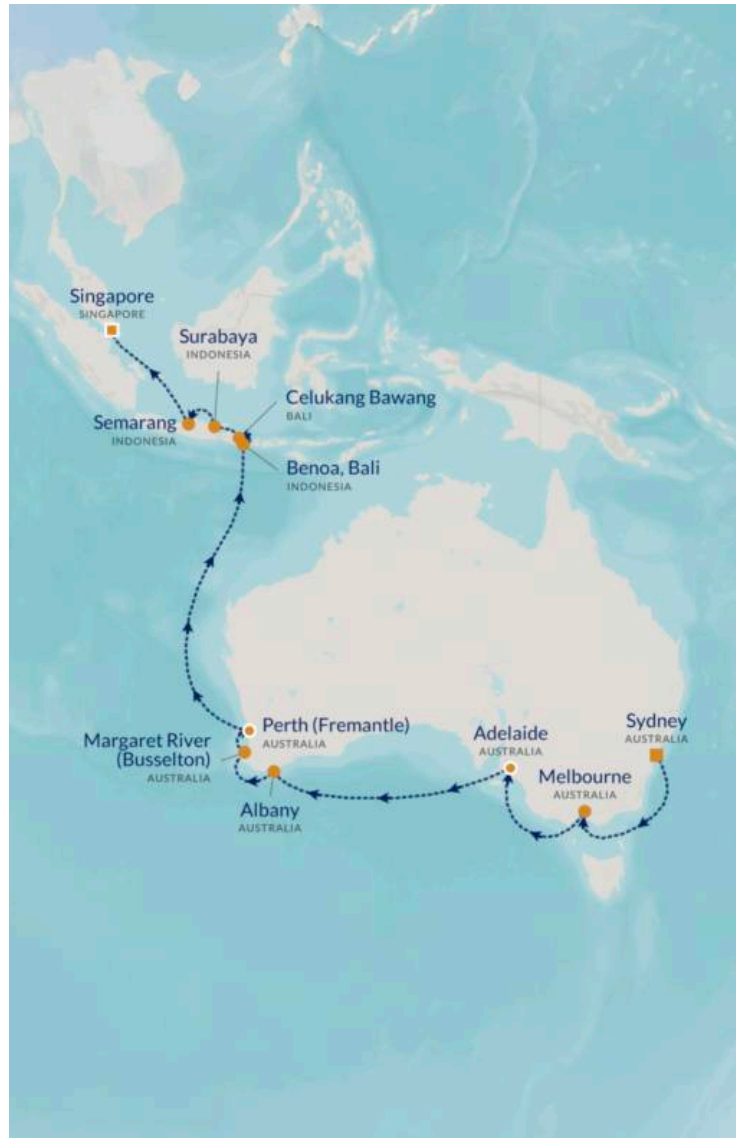 Singapore
SINGAPORE
Surabaya
INDONESIA
Celukang Bawang
BALI
Semarang
INDONESIA
Benoa, Bali
INDONESIA
Perth (Fremantle)
AUSTRALIA
Margaret River
(Busselton)
AUSTRALIA
Albany
AUSTRALIA
Adelaide
AUSTRALIA
Melbourne
AUSTRALIA
Sydney
AUSTRALIA